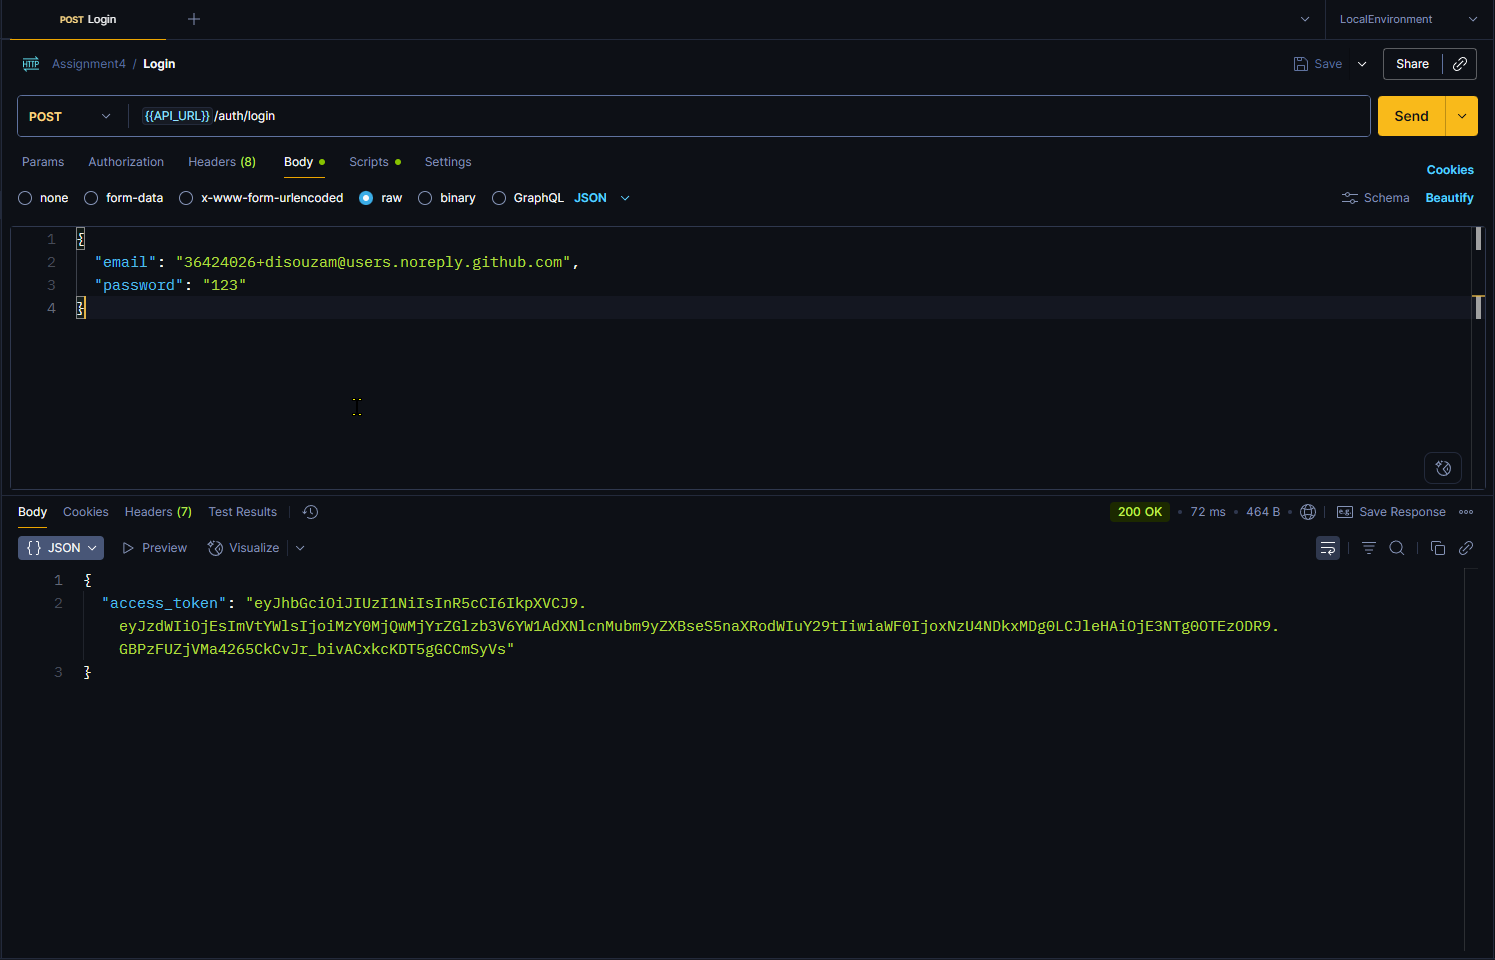 POST Login
LocalEnvironment
HTTP Assignment4 / Login
Save
Share
POST
{{API_URL}} /auth/login
Send
Params Authorization Headers (8) Body Scripts Settings
Cookies
none form-data x-www-form-urlencoded raw binary GraphQL JSON
Schema Beautify
1 {
2 "email": "36424026+disouzam@users.noreply.github.com",
3 "password": "123"
4 }
Body Cookies Headers (7) Test Results
200 OK • 72 ms • 464 B •
e.g. Save Response
{} JSON Preview Visualize
1 {
2 "access_token": "eyJhbGciOiJIUzI1NiIsInR5cCI6IkpXVCJ9.
eyJzdWIiOjEsImVtYWlsIjoiMzY0MjQwMjYrZGlzb3V6YW1AdXNlcnMubm9yZXBseS5naXRodWIuY29tIiwiaWF0IjoxNzU4NDkxMDg0LCJleHAiOjE3NTg0OTEzODR9.
GBPzFUZjVMa4265CkCvJr_bivACxkcKDT5gGCCmSyVs"
3 }